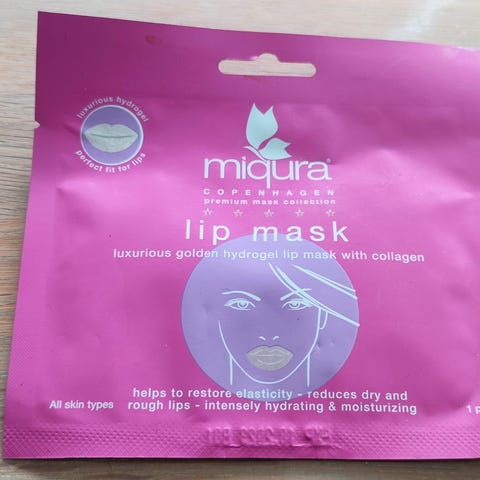 luxurious hydrogel
perfect fit for lips
miqura®
COPENHAGEN
premium mask collection
lip mask
luxurious golden hydrogel lip mask with collagen
helps to restore elasticity - reduces dry and
All skin types
rough lips - intensely hydrating & moisturizing
1 p